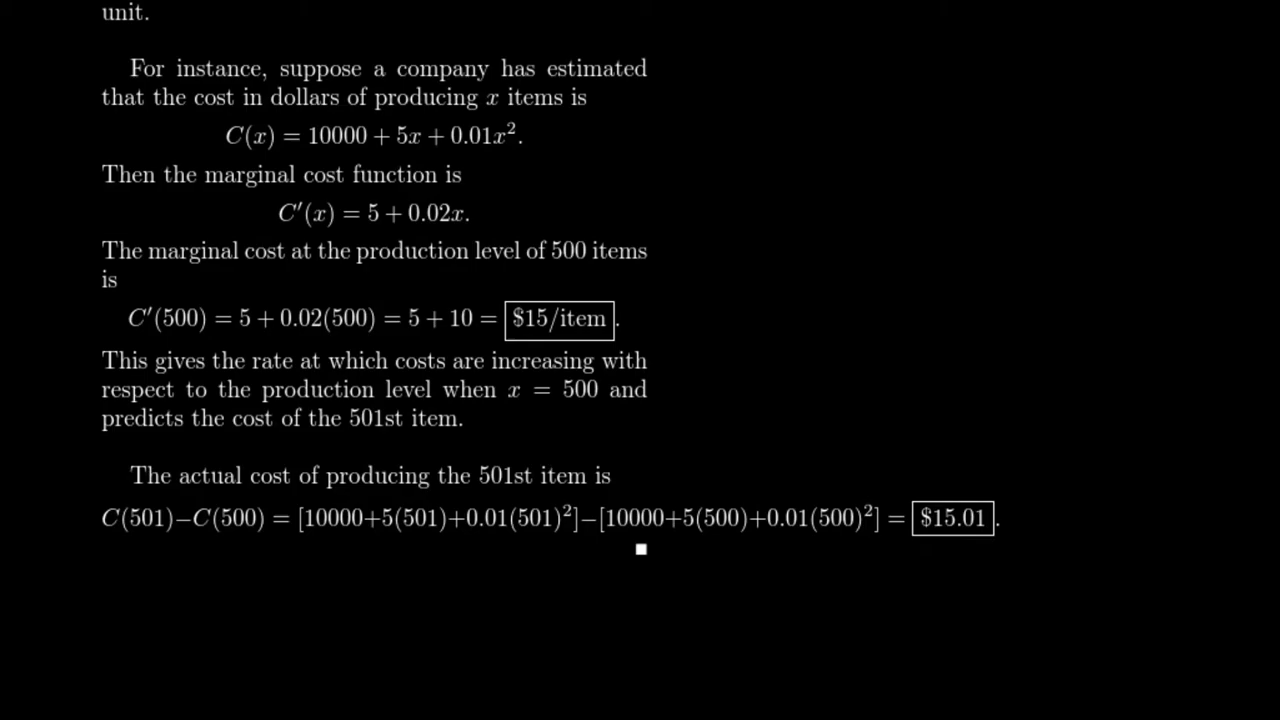 unit.
For instance, suppose a company has estimated
that the cost in dollars of producing x items is
C(x) = 10000 + 5x + 0.01x².
Then the marginal cost function is
C′(x) = 5 + 0.02x.
The marginal cost at the production level of 500 items
is
C′(500) = 5 + 0.02(500) = 5 + 10 = $15/item.
This gives the rate at which costs are increasing with
respect to the production level when x = 500 and
predicts the cost of the 501st item.
The actual cost of producing the 501st item is
C(501)−C(500) = [10000+5(501)+0.01(501)²]−[10000+5(500)+0.01(500)²] = $15.01.